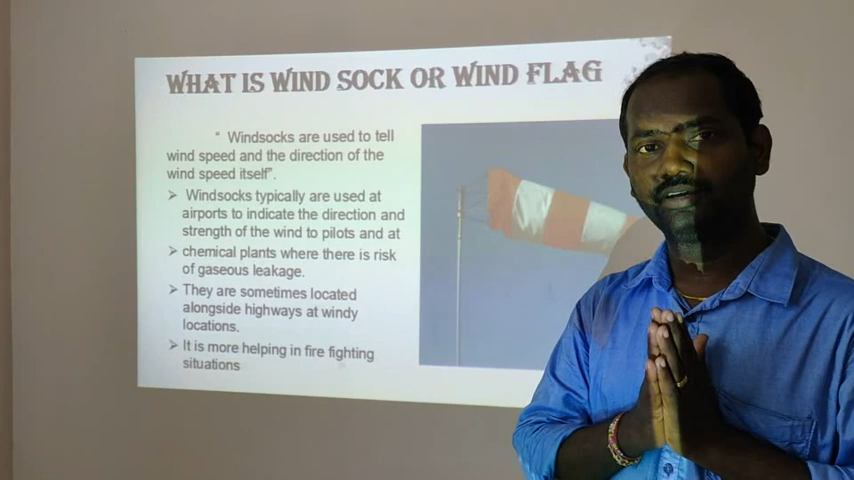 WHAT IS WIND SOCK OR WIND FLAG
“ Windsocks are used to tell
wind speed and the direction of the
wind speed itself”.
➢ Windsocks typically are used at
airports to indicate the direction and
strength of the wind to pilots and at
➢ chemical plants where there is risk
of gaseous leakage.
➢ They are sometimes located
alongside highways at windy
locations.
➢ It is more helping in fire fighting
situations